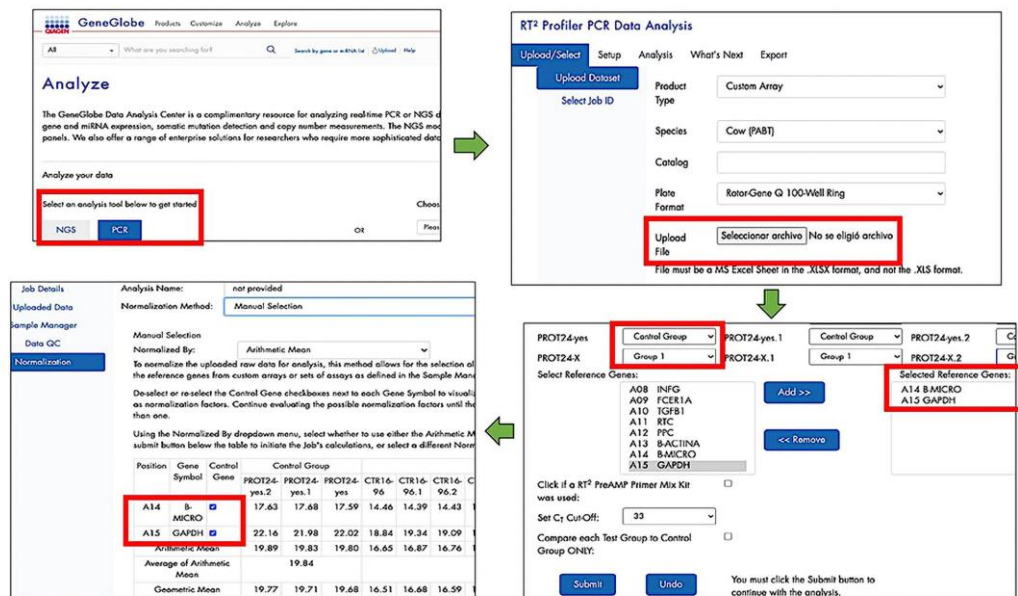 QIAGEN
GeneGlobe Products Customize Analyze Explore
All What are you searching for? Search by gene or miRNA list Upload Help
Analyze
The GeneGlobe Data Analysis Center is a complimentary resource for analyzing real-time PCR or NGS d
gene and miRNA expression, somatic mutation detection and copy number measurements. The NGS mod
panels. We also offer a range of enterprise solutions for researchers who require more sophisticated data
Analyze your data
Select an analysis tool below to get started
Choos
NGS PCR OR Pleas
RT² Profiler PCR Data Analysis
Upload/Select Setup Analysis What's Next Export
Upload Dataset
Select Job ID
Product Type Custom Array
Species Cow (PABT)
Catalog
Plate Format Rotor-Gene Q 100-Well Ring
Upload File Seleccionar archivo No se eligió archivo
File must be a MS Excel Sheet in the .XLSX format, and not the .XLS format.
PROT24-yes Control Group PROT24-yes.1 Control Group PROT24-yes.2 Co
PROT24-X Group 1 PROT24-X.1 Group 1 PROT24-X.2 Gr
Select Reference Genes:
A08 INFG
A09 FCER1A
A10 TGFB1
A11 RTC
A12 PPC
A13 B-ACTINA
A14 B-MICRO
A15 GAPDH
Add >>
<< Remove
Selected Reference Genes:
A14 B-MICRO
A15 GAPDH
Click if a RT² PreAMP Primer Mix Kit
was used:
Set CT Cut-Off: 33
Compare each Test Group to Control
Group ONLY:
Submit Undo
You must click the Submit button to
continue with the analysis.
Job Details
Uploaded Data
Sample Manager
Data QC
Normalization
Analysis Name: not provided
Normalization Method: Manual Selection
Manual Selection
Normalized By: Arithmetic Mean
To normalize the uploaded raw data for analysis, this method allows for the selection al
the reference genes from custom arrays or sets of assays as defined in the Sample Mana
De-select or re-select the Control Gene checkboxes next to each Gene Symbol to visualiz
as normalization factors. Continue evaluating the possible normalization factors until the
than one.
Using the Normalized By dropdown menu, select whether to use either the Arithmetic M
submit button below the table to initiate the Job's calculations, or select a different Norm
Position Gene Symbol Control Gene Control Group
PROT24-yes.2 PROT24-yes.1 PROT24-yes CTR16-96 CTR16-96.1 CTR16-96.2 C
A14 B-MICRO 17.63 17.68 17.59 14.46 14.39 14.43 1
A15 GAPDH 22.16 21.98 22.02 18.84 19.34 19.09 1
Arithmetic Mean 19.89 19.83 19.80 16.65 16.87 16.76 1
Average of Arithmetic Mean 19.84
Geometric Mean 19.77 19.71 19.68 16.51 16.68 16.59 1